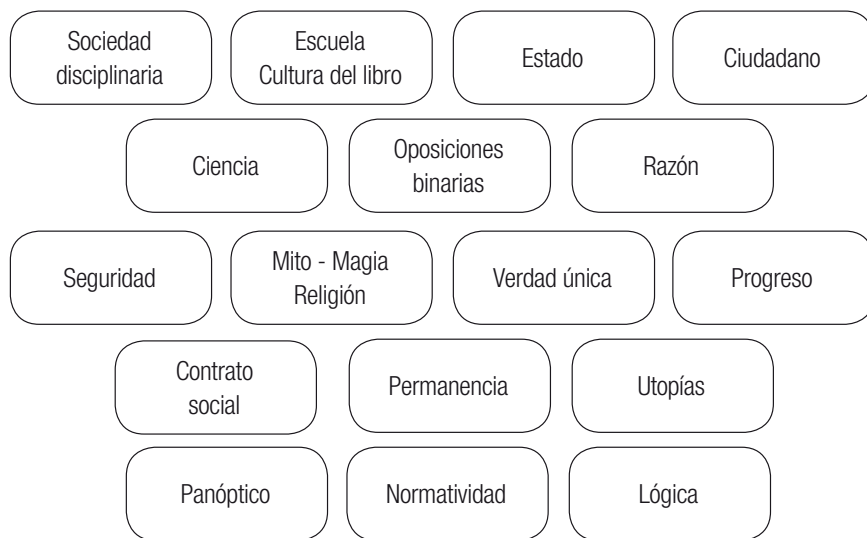 Sociedad
disciplinaria
Escuela
Cultura del libro
Estado
Ciudadano
Ciencia
Oposiciones
binarias
Razón
Seguridad
Mito - Magia
Religión
Verdad única
Progreso
Contrato
social
Permanencia
Utopías
Panóptico
Normatividad
Lógica